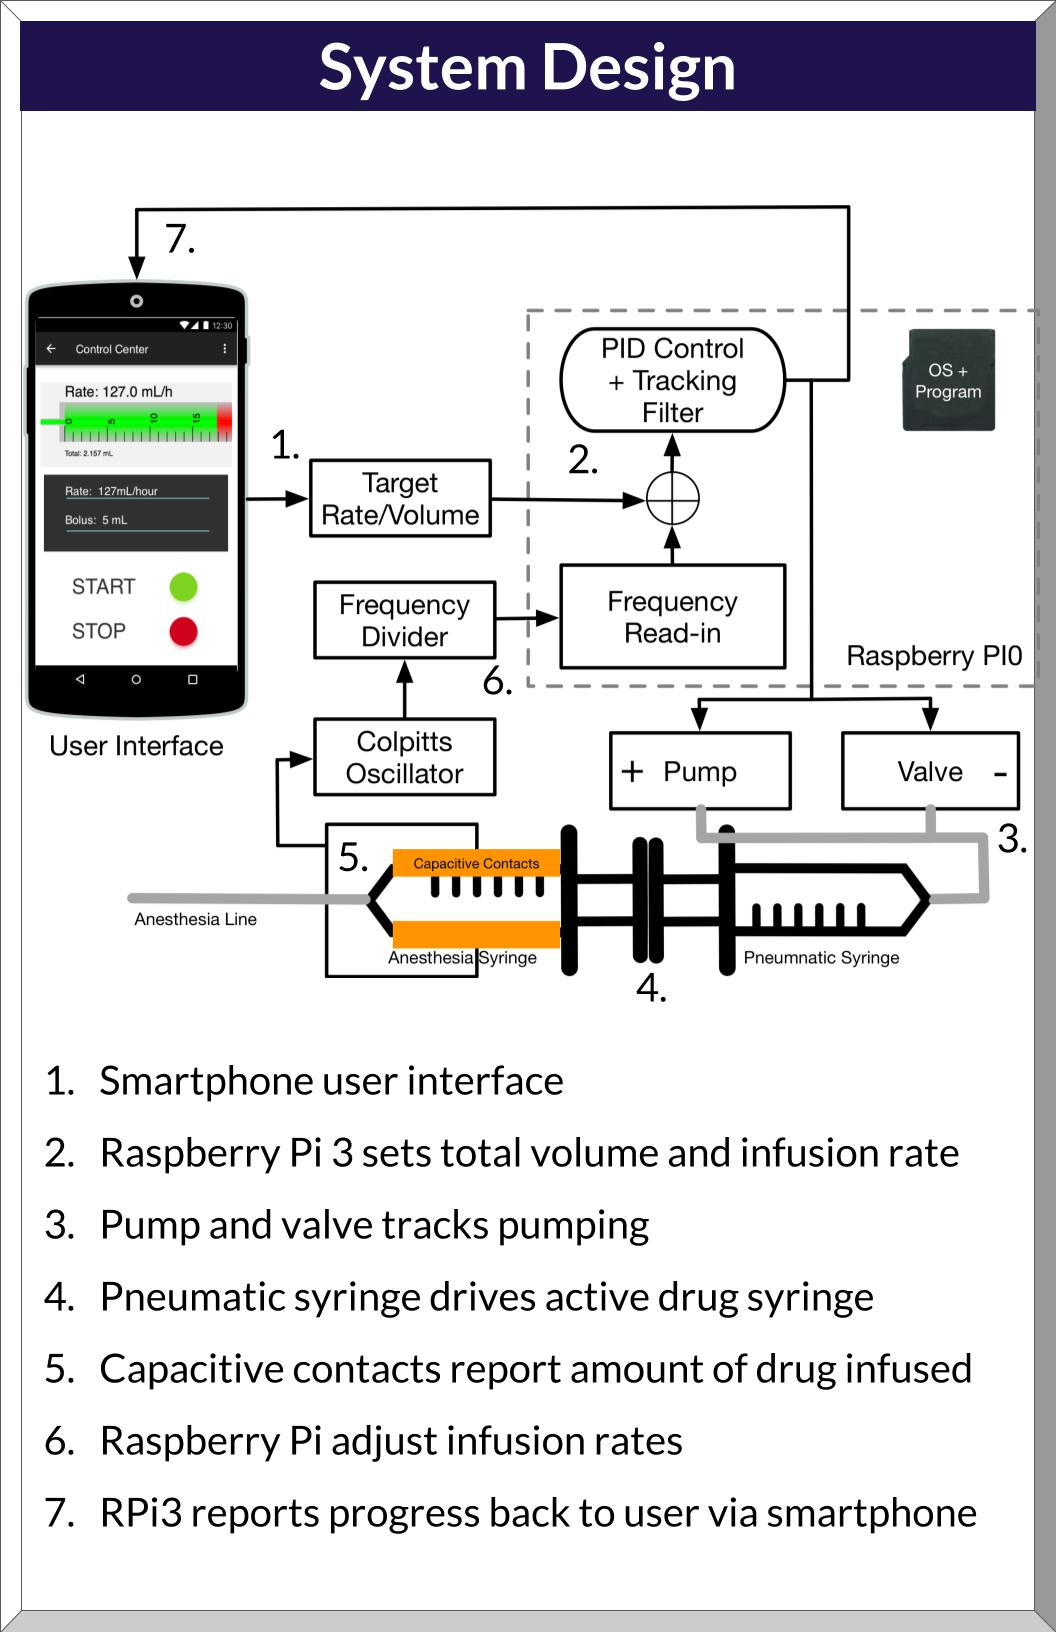 System Design
7.
12:30
Control Center
Rate: 127.0 mL/h
0 5 10 15
Total: 2.157 mL
Rate: 127mL/hour
Bolus: 5 mL
START
STOP
User Interface
1.
Target
Rate/Volume
2.
PID Control
+ Tracking
Filter
OS +
Program
Frequency
Divider
Frequency
Read-in
6.
Raspberry PI0
Colpitts
Oscillator
+ Pump
Valve -
3.
5.
Capacitive Contacts
Anesthesia Line
Anesthesia Syringe
Pneumnatic Syringe
4.
1. Smartphone user interface
2. Raspberry Pi 3 sets total volume and infusion rate
3. Pump and valve tracks pumping
4. Pneumatic syringe drives active drug syringe
5. Capacitive contacts report amount of drug infused
6. Raspberry Pi adjust infusion rates
7. RPi3 reports progress back to user via smartphone